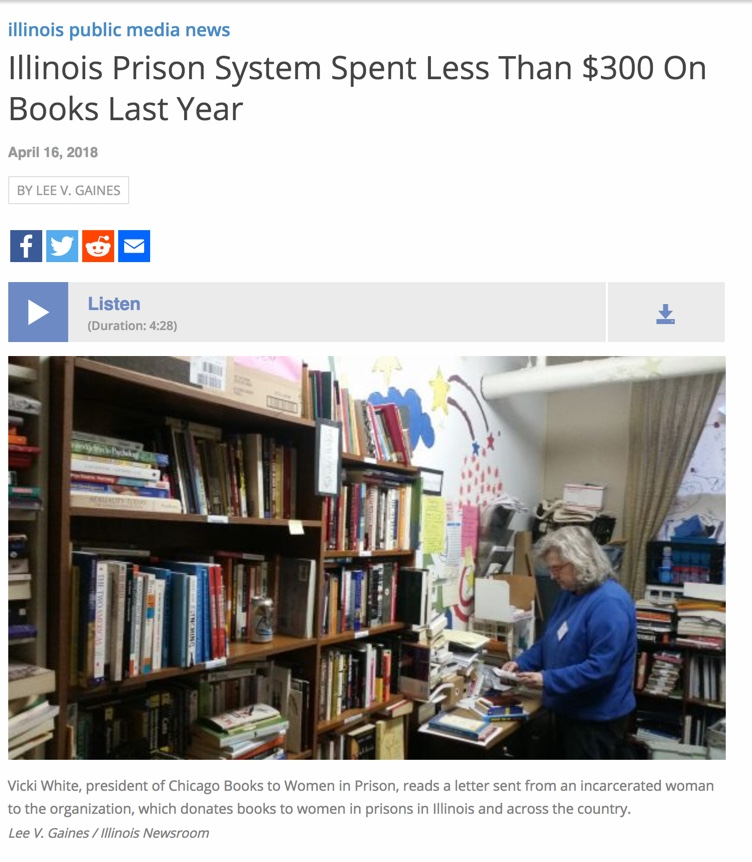 illinois public media news
Illinois Prison System Spent Less Than $300 On
Books Last Year
April 16, 2018
BY LEE V. GAINES
Listen
(Duration: 4:28)
Vicki White, president of Chicago Books to Women in Prison, reads a letter sent from an incarcerated woman
to the organization, which donates books to women in prisons in Illinois and across the country.
Lee V. Gaines / Illinois Newsroom